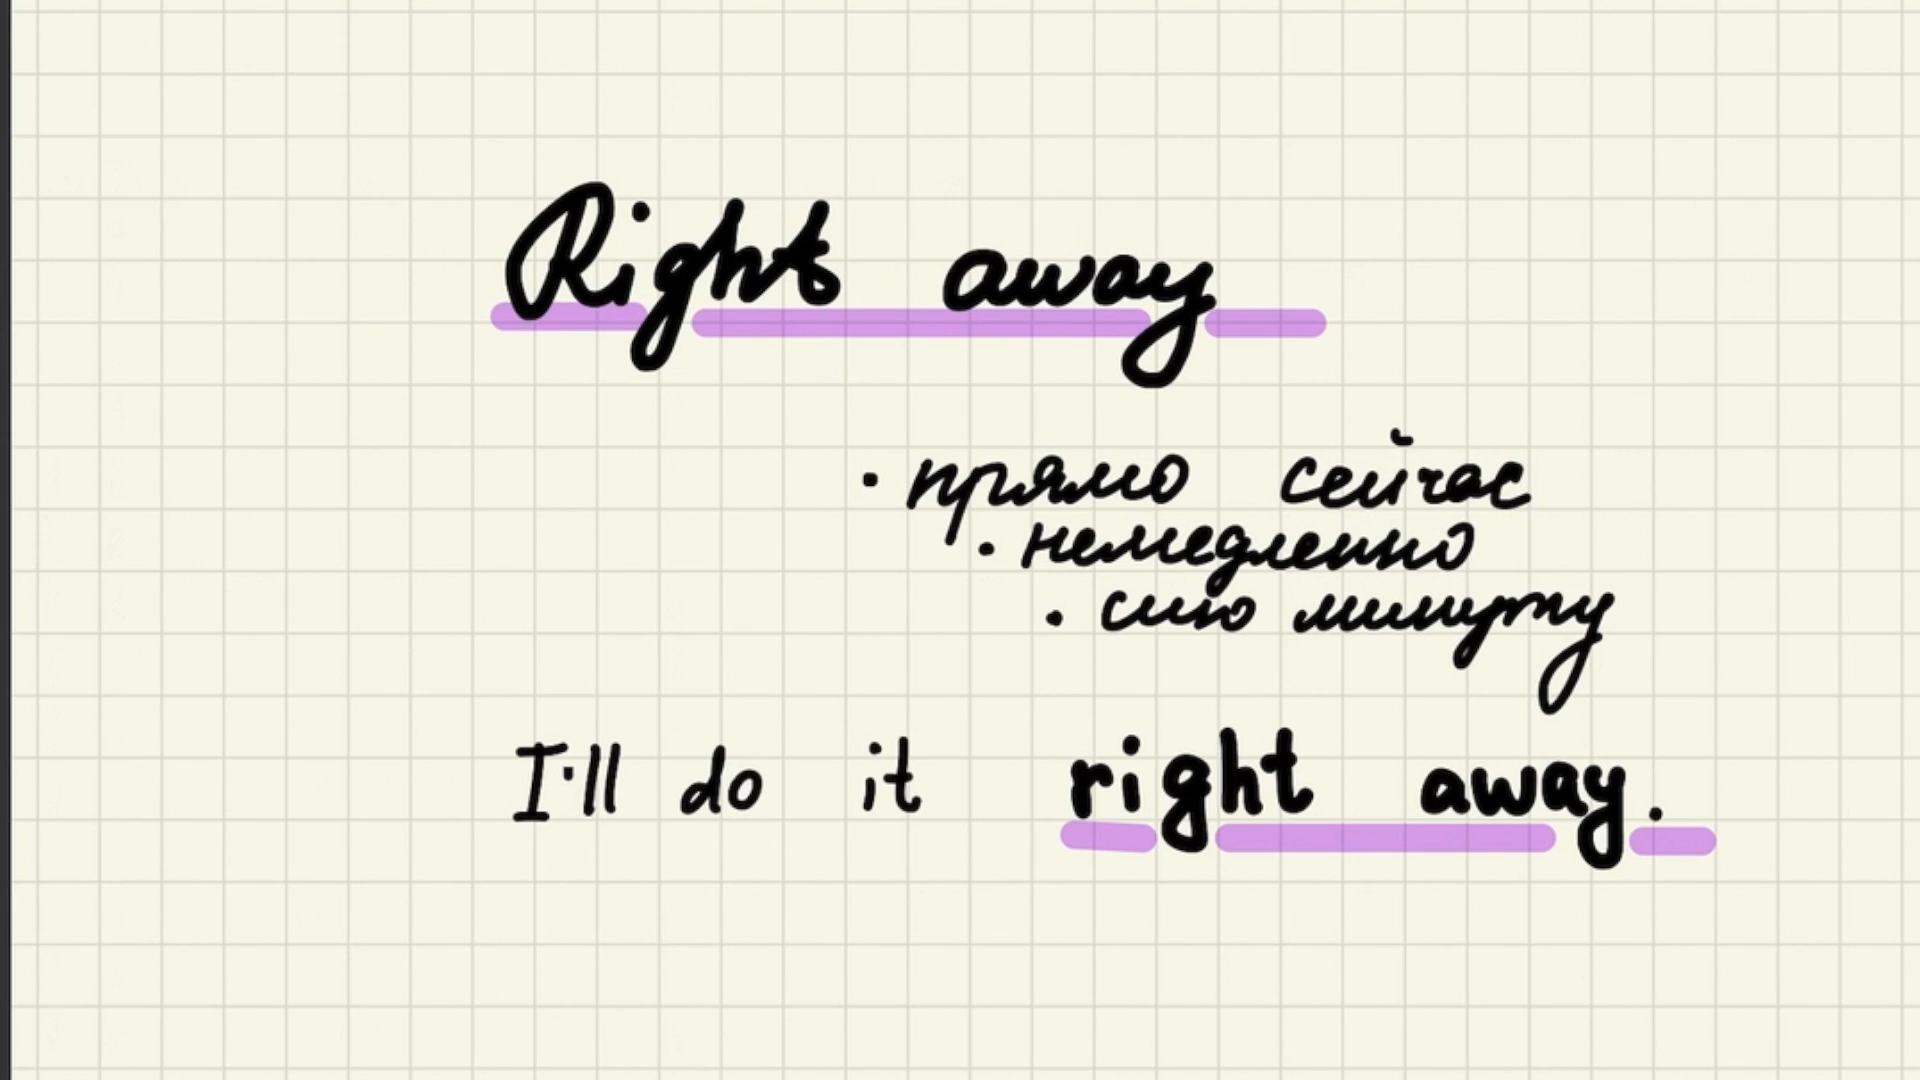 Right away
· прямо сейчас
· немедленно
· сию минуту
I'll do it right away.